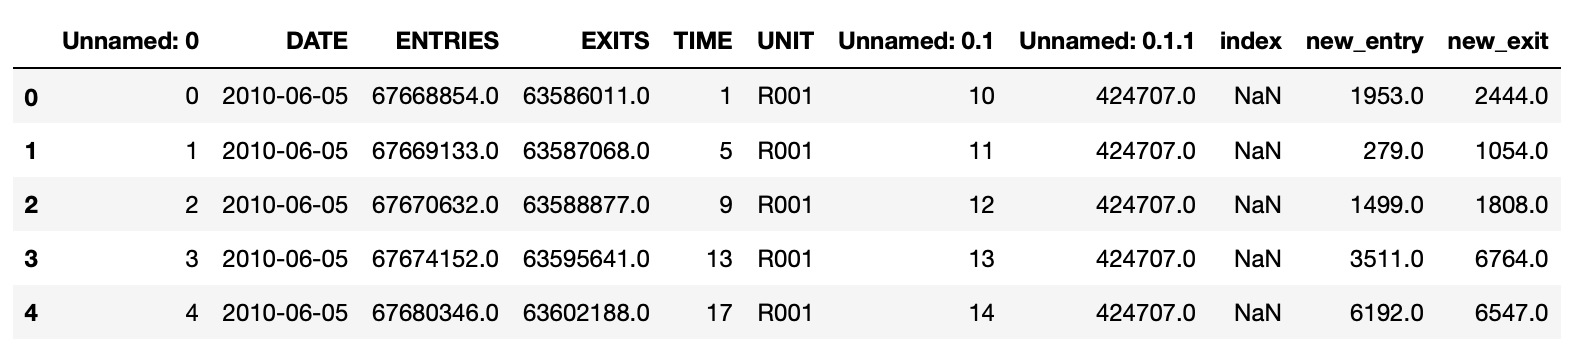 Unnamed: 0 DATE ENTRIES EXITS TIME UNIT Unnamed: 0.1 Unnamed: 0.1.1 index new_entry new_exit
0 0 2010-06-05 67668854.0 63586011.0 1 R001 10 424707.0 NaN 1953.0 2444.0
1 1 2010-06-05 67669133.0 63587068.0 5 R001 11 424707.0 NaN 279.0 1054.0
2 2 2010-06-05 67670632.0 63588877.0 9 R001 12 424707.0 NaN 1499.0 1808.0
3 3 2010-06-05 67674152.0 63595641.0 13 R001 13 424707.0 NaN 3511.0 6764.0
4 4 2010-06-05 67680346.0 63602188.0 17 R001 14 424707.0 NaN 6192.0 6547.0